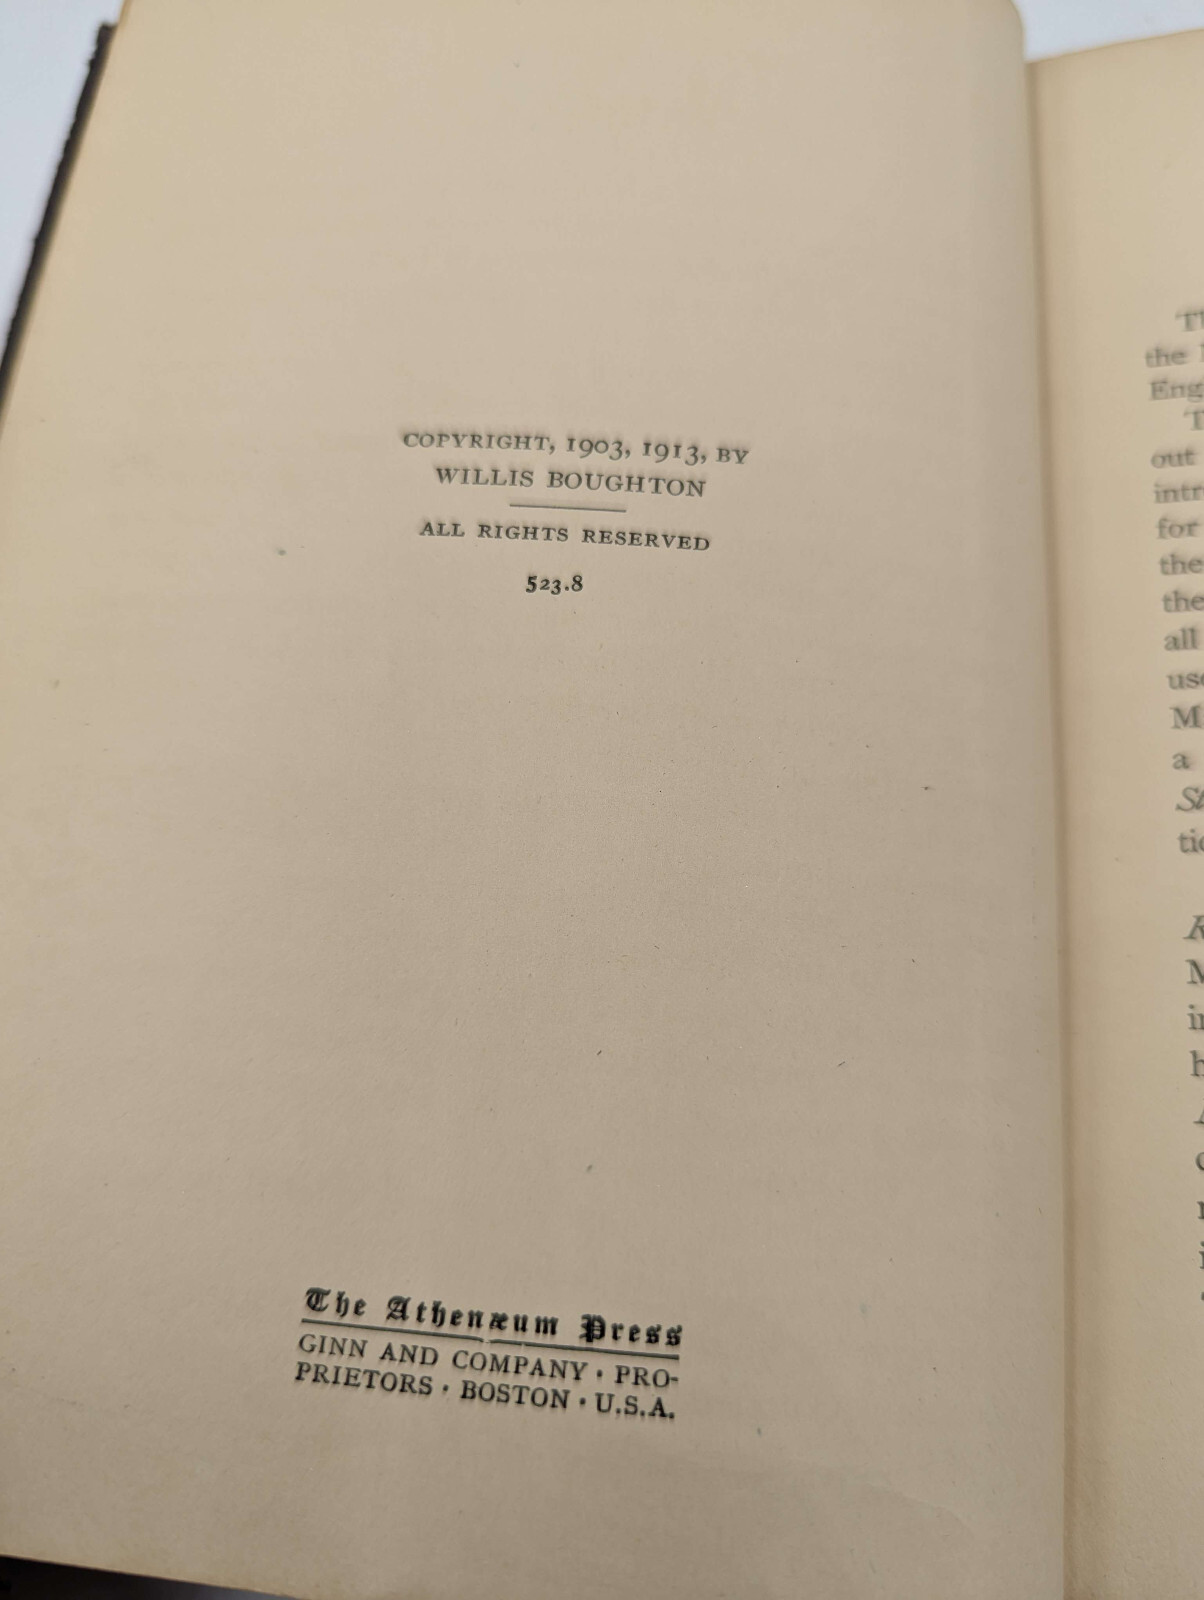 COPYRIGHT, 1903, 1913, BY
WILLIS BOUGHTON
ALL RIGHTS RESERVED
523.8
The Athenæum Press
GINN AND COMPANY · PRO-
PRIETORS · BOSTON · U.S.A.
the
out
for
the
the
all
M
a